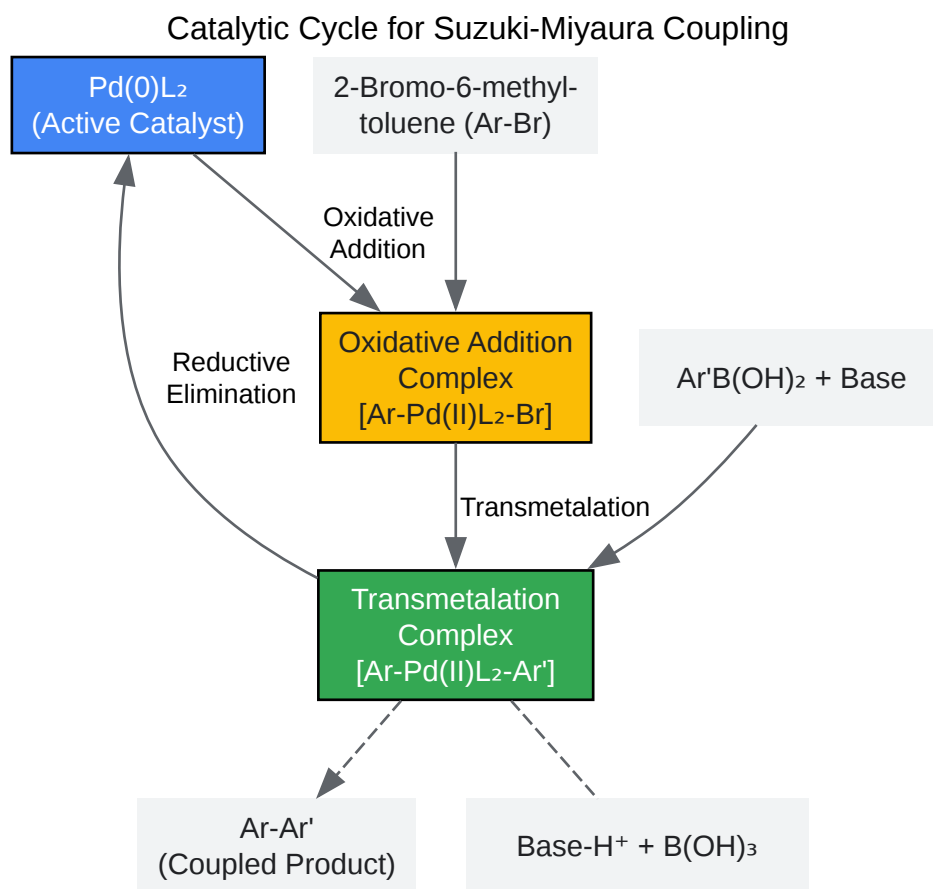 Catalytic Cycle for Suzuki-Miyaura Coupling
Pd(0)L₂
(Active Catalyst)
2-Bromo-6-methyl-
toluene (Ar-Br)
Oxidative
Addition
Oxidative Addition
Complex
[Ar-Pd(II)L₂-Br]
Reductive
Elimination
Ar'B(OH)₂ + Base
Transmetalation
Transmetalation
Complex
[Ar-Pd(II)L₂-Ar']
Ar-Ar'
(Coupled Product)
Base-H⁺ + B(OH)₃